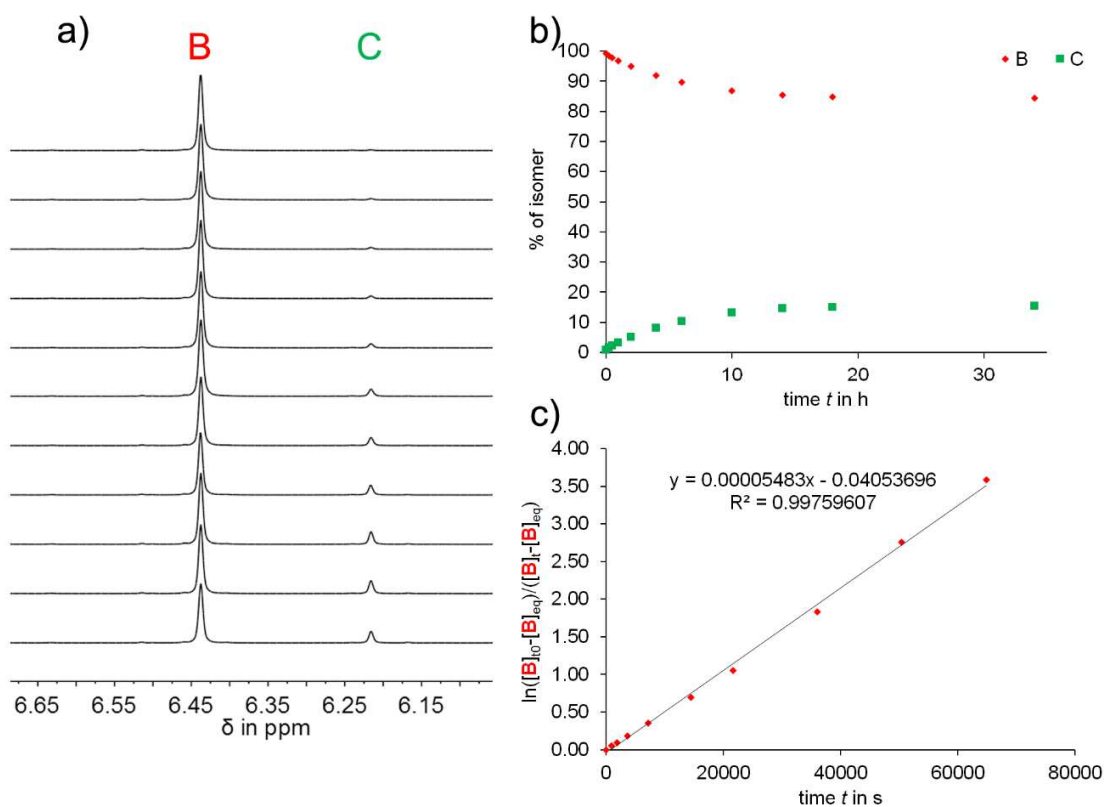 a)
B C
6.65 6.55 6.45 6.35 6.25 6.15
δ in ppm
b)
B C
100
90
80
70
60
50
40
30
20
10
0
% of isomer
0 10 20 30
time t in h
c)
4.00
3.50
3.00
2.50
2.00
1.50
1.00
0.50
0.00
ln([B]t0-[B]eq)/([B]t-[B]eq)
y = 0.00005483x - 0.04053696
R² = 0.99759607
0 20000 40000 60000 80000
time t in s